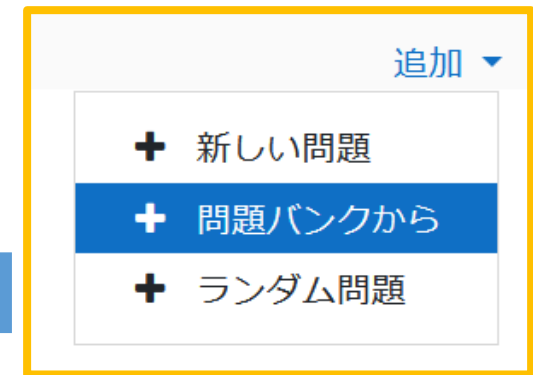 追加
新しい問題
問題バンクから
ランダム問題